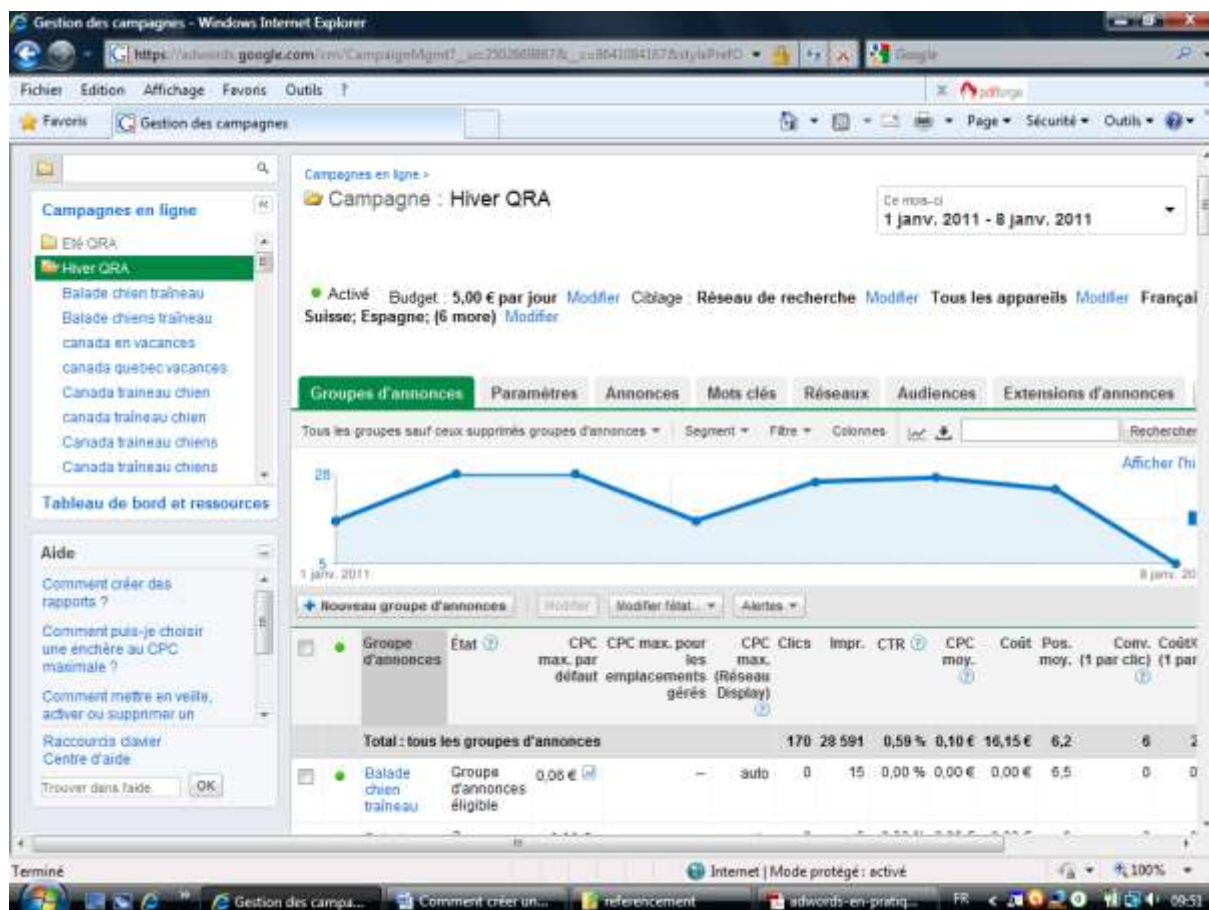 Gestion des campagnes - Windows Internet Explorer
google.com
Google
Fichier Edition Affichage Favoris Outils ?
pdfforge
Favoris Gestion des campagnes
Page Sécurité Outils
Campagnes en ligne >
Campagne : Hiver QRA
Ce mois-ci
1 janv. 2011 - 8 janv. 2011
Campagnes en ligne
Eté QRA
Hiver QRA
Balade chien traîneau
Balade chiens traîneau
canada en vacances
canada quebec vacances
Canada traineau chien
canada traîneau chien
Canada traineau chiens
Canada traîneau chiens
Tableau de bord et ressources
Aide
Comment créer des
rapports ?
Comment puis-je choisir
une enchère au CPC
maximale ?
Comment mettre en veille,
activer ou supprimer un
Raccourcis clavier
Centre d'aide
Trouver dans l'aide OK
Activé Budget : 5,00 € par jour Modifier Ciblage : Réseau de recherche Modifier Tous les appareils Modifier Françai
Suisse; Espagne; (6 more) Modifier
Groupes d'annonces Paramètres Annonces Mots clés Réseaux Audiences Extensions d'annonces
Tous les groupes sauf ceux supprimés groupes d'annonces Segment Filtre Colonnes Rechercher
Afficher l'hi
28
5
1 janv. 2011 8 janv. 20
+ Nouveau groupe d'annonces Modifier Modifier l'état... Alertes
Groupe d'annonces État CPC max. par défaut CPC max. pour les emplacements gérés CPC max. (Réseau Display) Clics Impr. CTR CPC moy. Coût Pos. moy. Conv. (1 par clic) Coût/ (1 par
Total : tous les groupes d'annonces 170 28 591 0,59 % 0,10 € 16,15 € 6,2 6 2
Balade chien traîneau Groupe d'annonces éligible 0,06 € – auto 0 15 0,00 % 0,00 € 0,00 € 6,5 0 0
Terminé Internet | Mode protégé : activé 100%
Gestion des campa... Comment créer un... referencement adwords-en-pratiq... FR 09:51